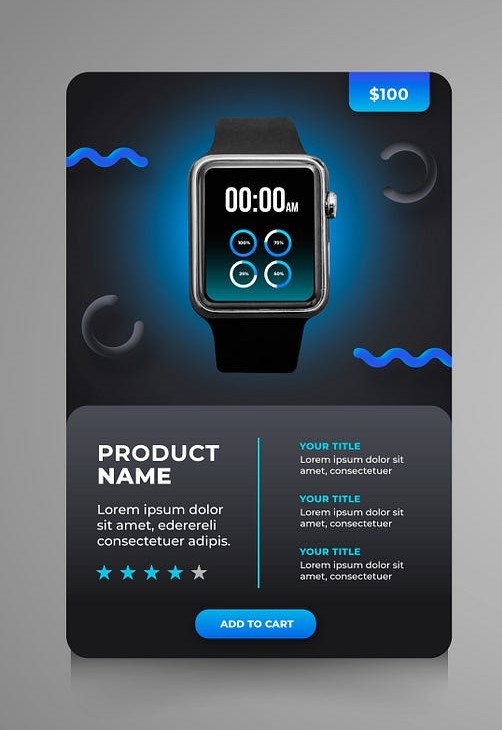 $100
00:00AM
100%
75%
25%
50%
PRODUCT
NAME
Lorem ipsum dolor
sit amet, ederereli
consectetuer adipis.
YOUR TITLE
Lorem ipsum dolor sit
amet, consectetuer
YOUR TITLE
Lorem ipsum dolor sit
amet, consectetuer
YOUR TITLE
Lorem ipsum dolor sit
amet, consectetuer
ADD TO CART